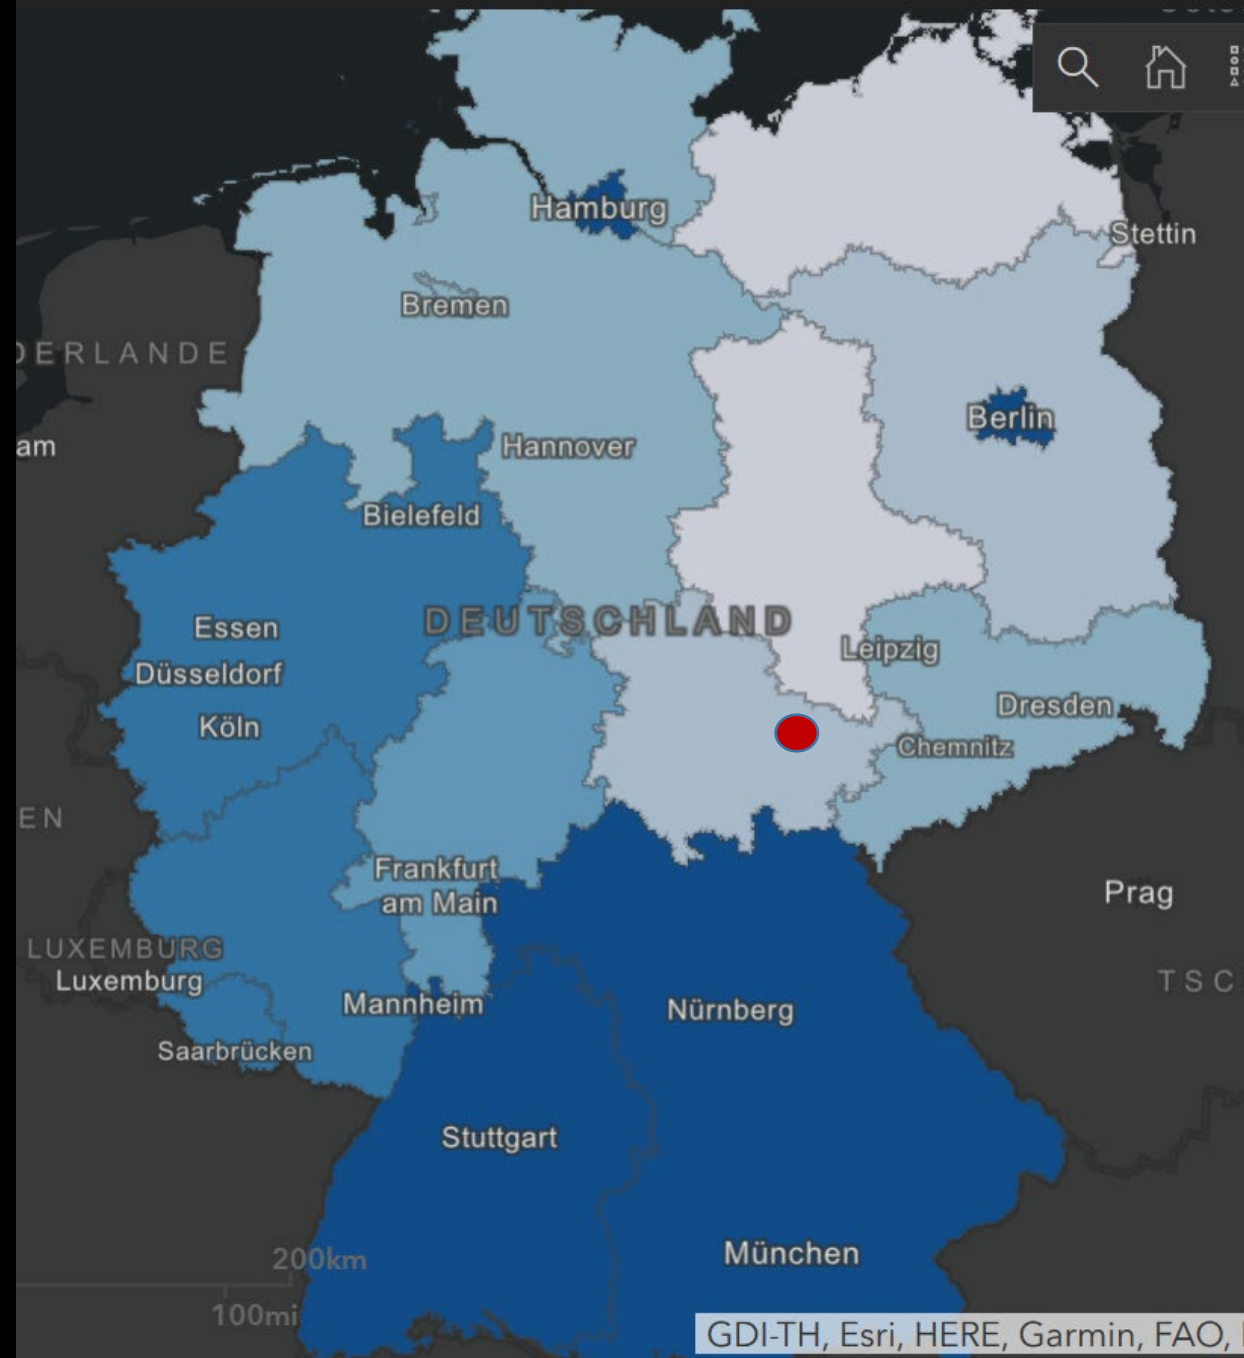 Hamburg
Stettin
Bremen
DERLANDE
Berlin
am
Hannover
Bielefeld
DEUTSCHLAND
Essen
Leipzig
Düsseldorf
Dresden
Köln
Chemnitz
EN
Frankfurt
am Main
Prag
LUXEMBURG
Luxemburg
TSC
Mannheim
Nürnberg
Saarbrücken
Stuttgart
München
200km
100mi
GDI-TH, Esri, HERE, Garmin, FAO,